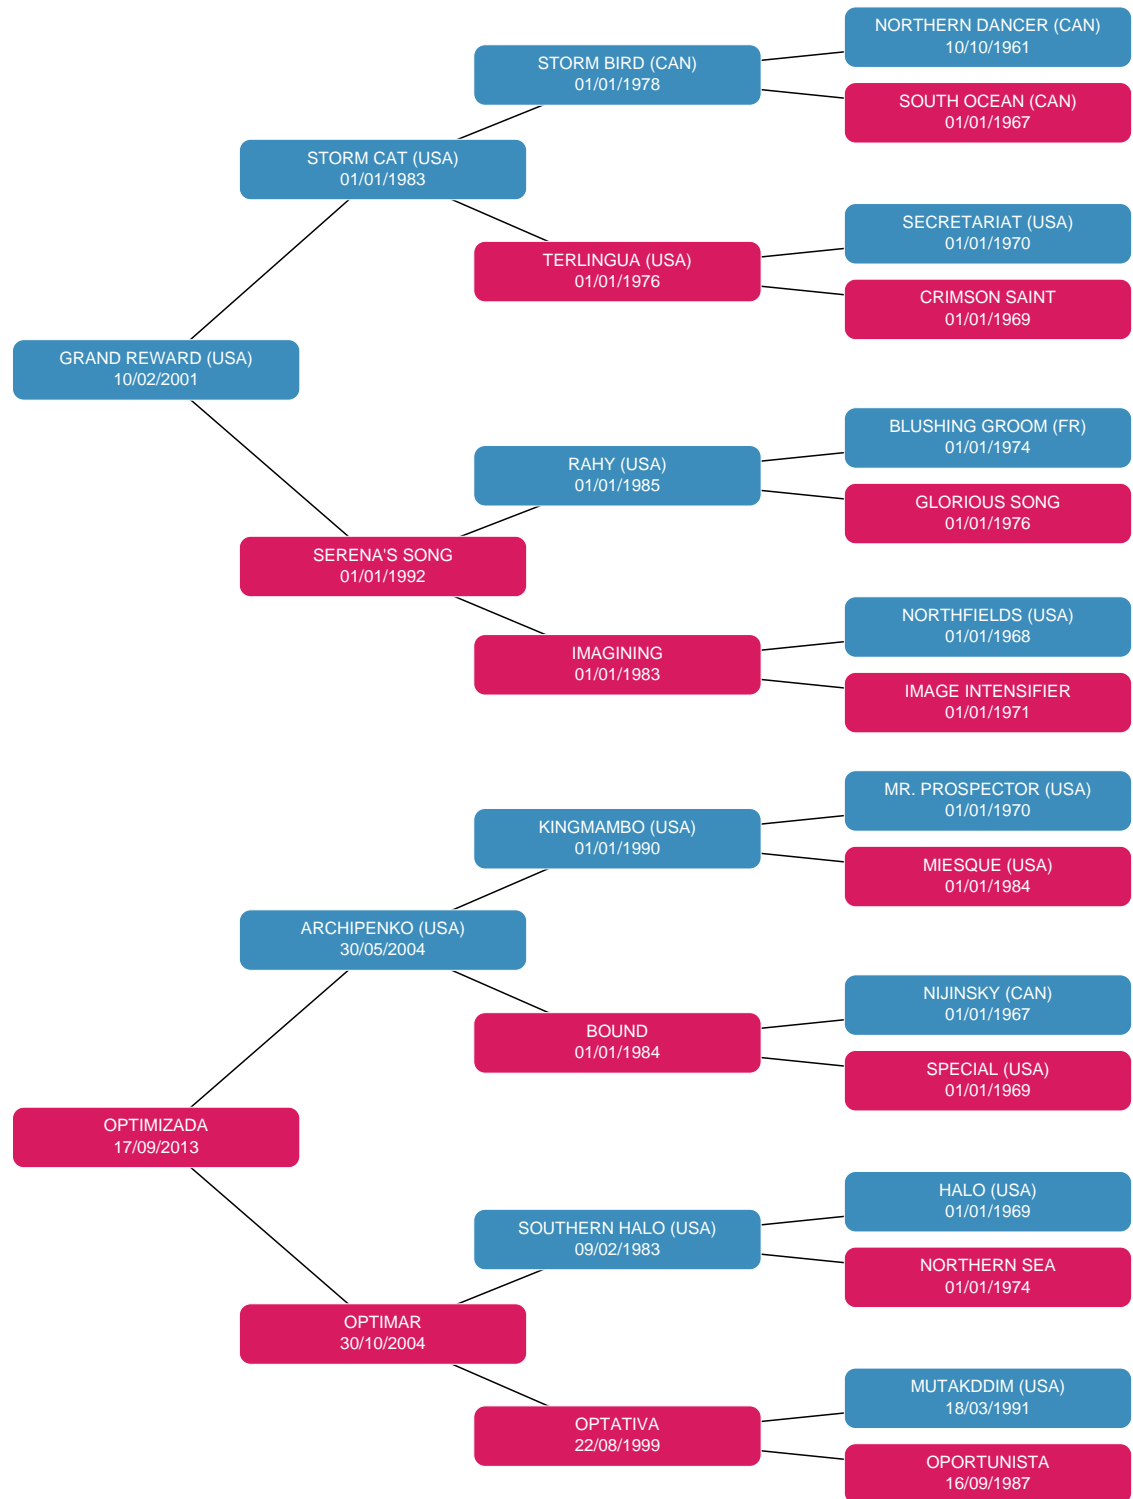 NORTHERN DANCER (CAN)
10/10/1961
STORM BIRD (CAN)
01/01/1978
SOUTH OCEAN (CAN)
01/01/1967
STORM CAT (USA)
01/01/1983
SECRETARIAT (USA)
01/01/1970
TERLINGUA (USA)
01/01/1976
CRIMSON SAINT
01/01/1969
GRAND REWARD (USA)
10/02/2001
BLUSHING GROOM (FR)
01/01/1974
RAHY (USA)
01/01/1985
GLORIOUS SONG
01/01/1976
SERENA'S SONG
01/01/1992
NORTHFIELDS (USA)
01/01/1968
IMAGINING
01/01/1983
IMAGE INTENSIFIER
01/01/1971
MR. PROSPECTOR (USA)
01/01/1970
KINGMAMBO (USA)
01/01/1990
MIESQUE (USA)
01/01/1984
ARCHIPENKO (USA)
30/05/2004
NIJINSKY (CAN)
01/01/1967
BOUND
01/01/1984
SPECIAL (USA)
01/01/1969
OPTIMIZADA
17/09/2013
HALO (USA)
01/01/1969
SOUTHERN HALO (USA)
09/02/1983
NORTHERN SEA
01/01/1974
OPTIMAR
30/10/2004
MUTAKDDIM (USA)
18/03/1991
OPTATIVA
22/08/1999
OPORTUNISTA
16/09/1987